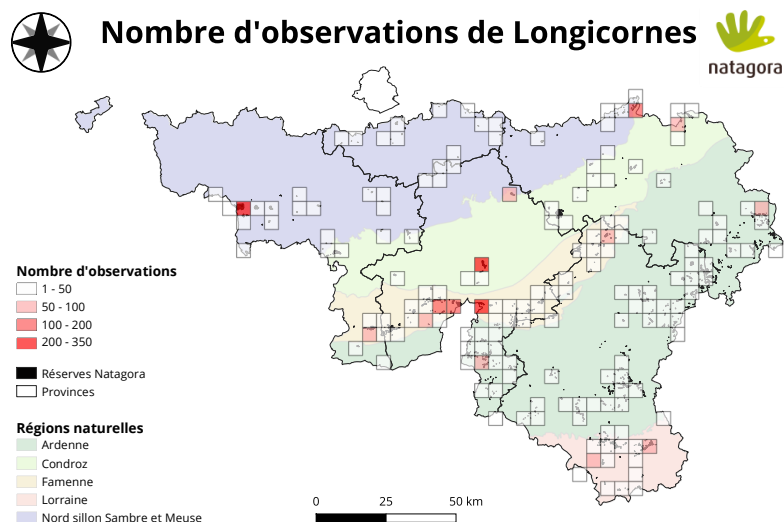 Nombre d'observations de Longicornes
natagora
Nombre d'observations
1 - 50
50 - 100
100 - 200
200 - 350
Réserves Natagora
Provinces
Régions naturelles
Ardenne
Condroz
Famenne
Lorraine
Nord sillon Sambre et Meuse
0 25 50 km